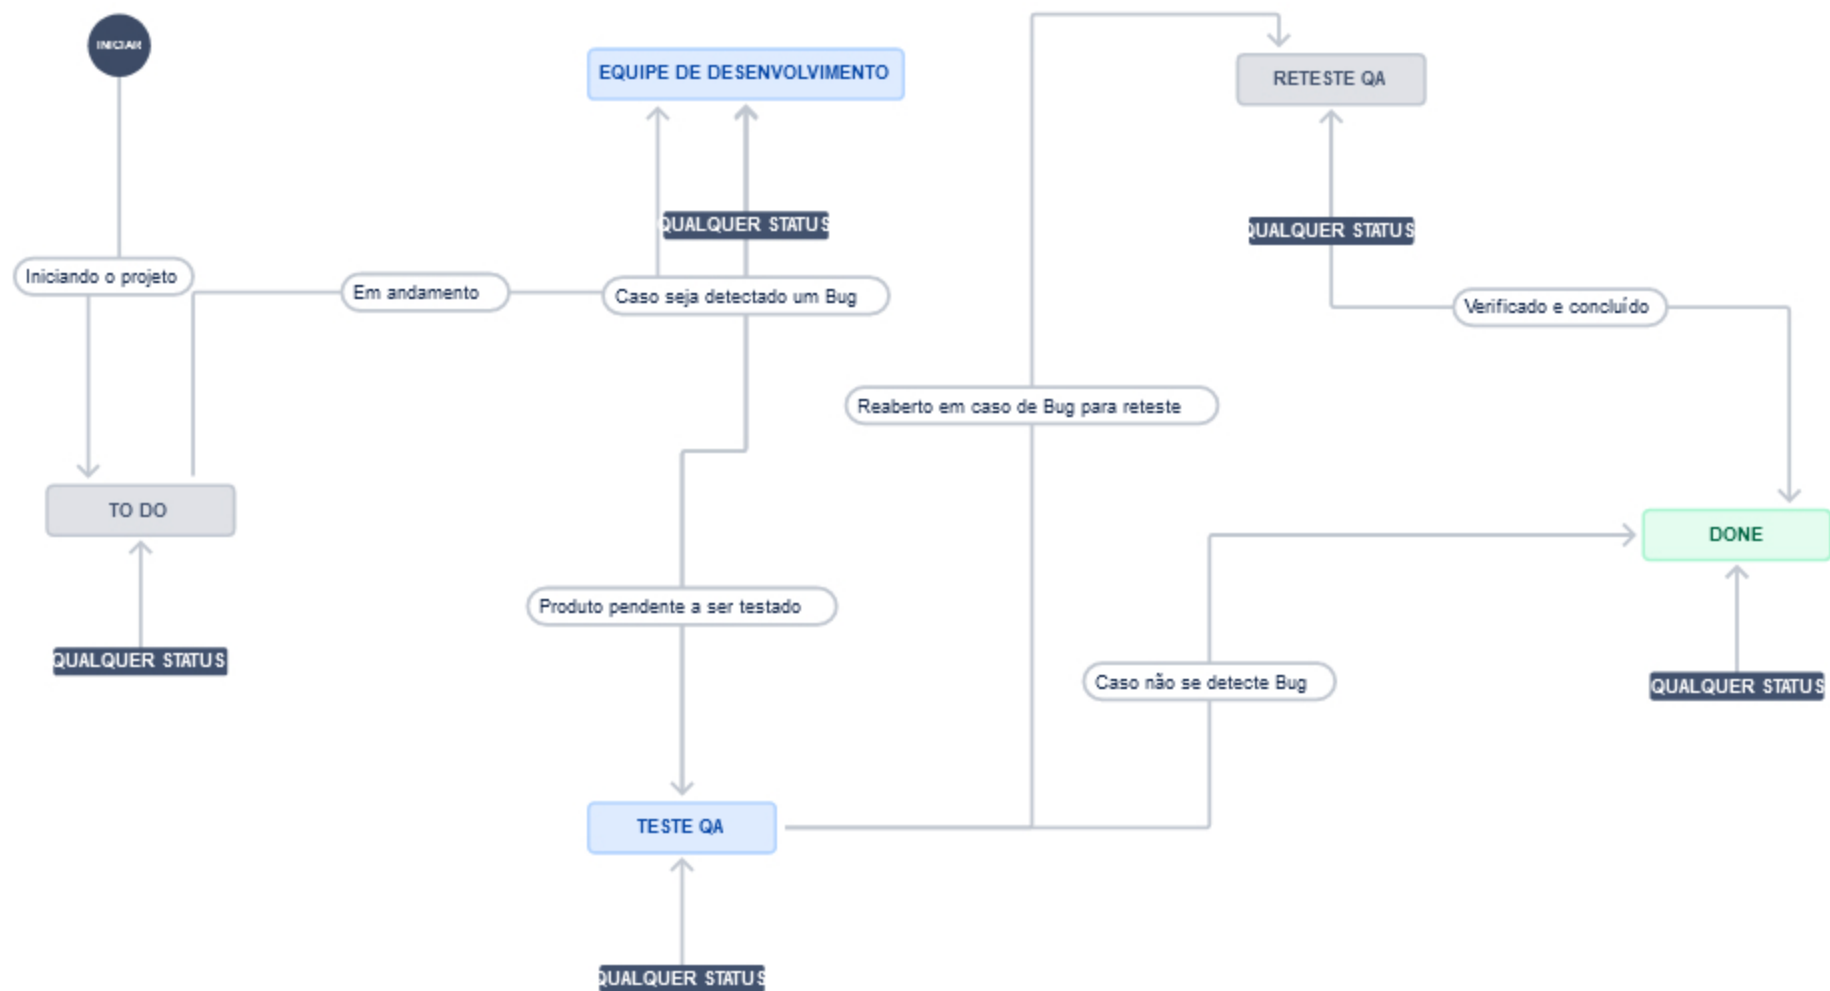 INICIAR
EQUIPE DE DESENVOLVIMENTO
RETESTE QA
QUALQUER STATUS
QUALQUER STATUS
Iniciando o projeto
Em andamento
Caso seja detectado um Bug
Verificado e concluído
Reaberto em caso de Bug para reteste
TO DO
DONE
Produto pendente a ser testado
QUALQUER STATUS
Caso não se detecte Bug
QUALQUER STATUS
TESTE QA
QUALQUER STATUS